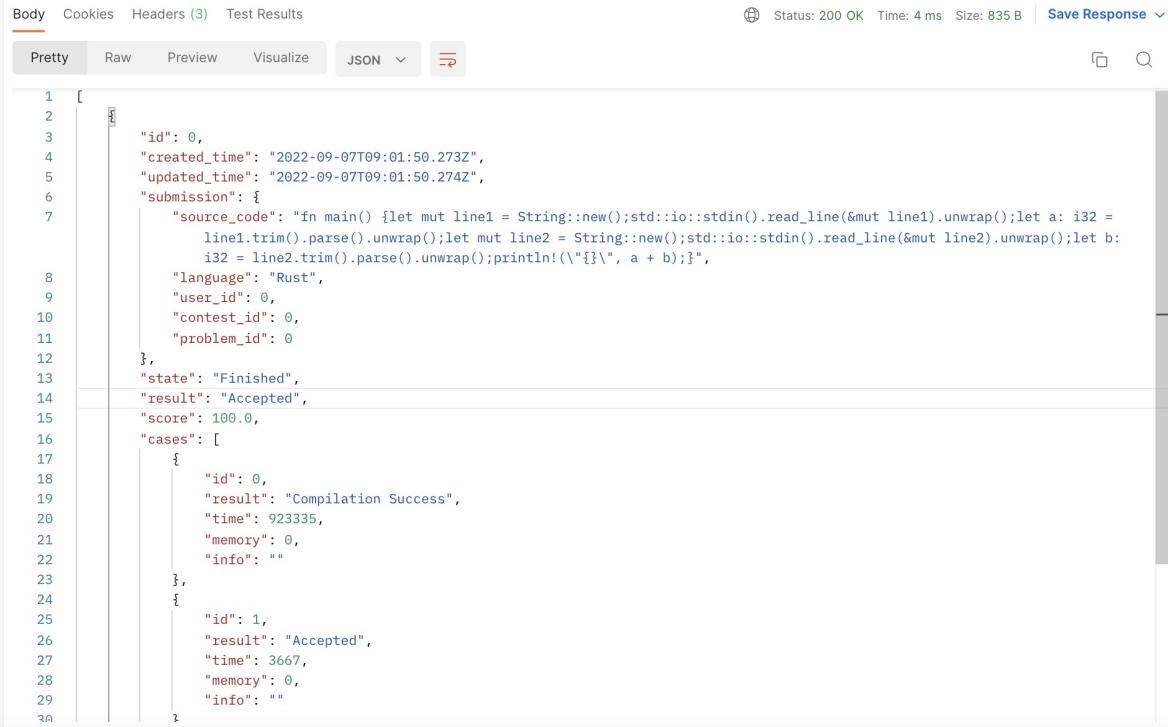 Body Cookies Headers (3) Test Results Status: 200 OK Time: 4 ms Size: 835 B Save Response
Pretty Raw Preview Visualize JSON
1 [
2 {
3 "id": 0,
4 "created_time": "2022-09-07T09:01:50.273Z",
5 "updated_time": "2022-09-07T09:01:50.274Z",
6 "submission": {
7 "source_code": "fn main() {let mut line1 = String::new();std::io::stdin().read_line(&mut line1).unwrap();let a: i32 =
line1.trim().parse().unwrap();let mut line2 = String::new();std::io::stdin().read_line(&mut line2).unwrap();let b:
i32 = line2.trim().parse().unwrap();println!(\"{}\", a + b);}",
8 "language": "Rust",
9 "user_id": 0,
10 "contest_id": 0,
11 "problem_id": 0
12 },
13 "state": "Finished",
14 "result": "Accepted",
15 "score": 100.0,
16 "cases": [
17 {
18 "id": 0,
19 "result": "Compilation Success",
20 "time": 923335,
21 "memory": 0,
22 "info": ""
23 },
24 {
25 "id": 1,
26 "result": "Accepted",
27 "time": 3667,
28 "memory": 0,
29 "info": ""
30 }